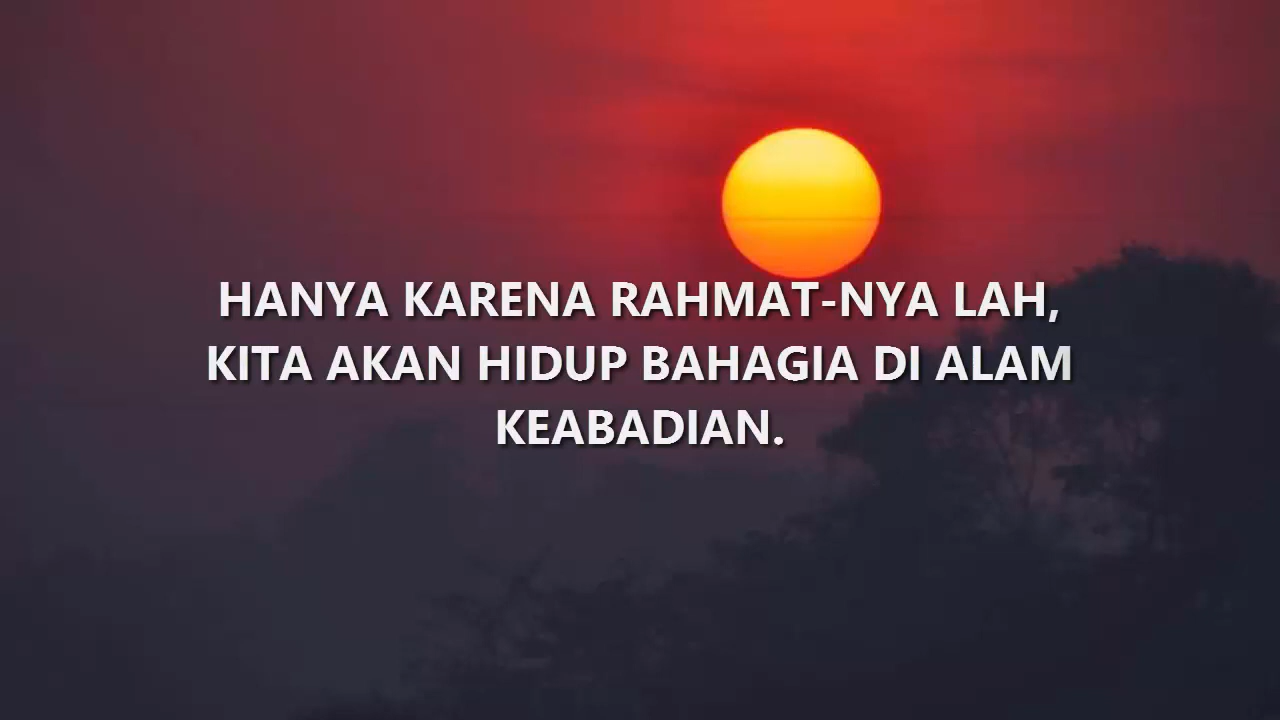 HANYA KARENA RAHMAT-NYA LAH,
KITA AKAN HIDUP BAHAGIA DI ALAM
KEABADIAN.